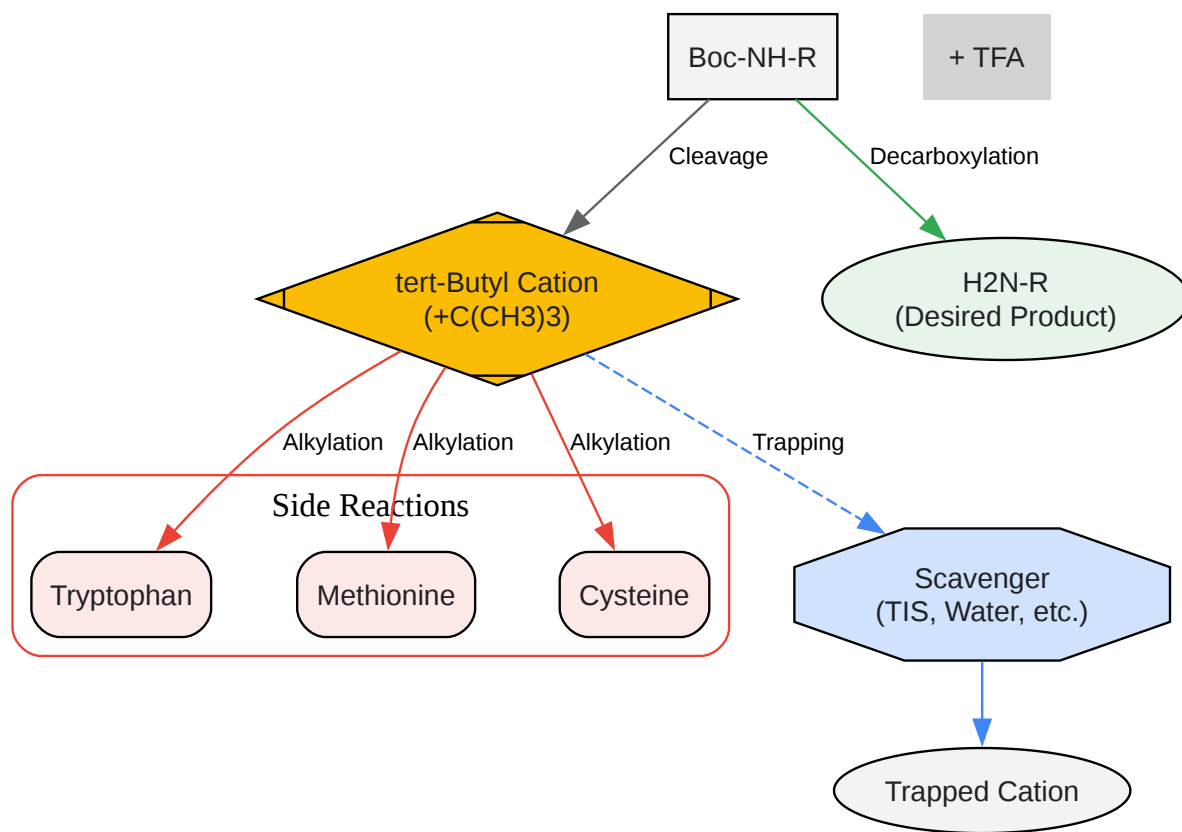 Boc-NH-R
+ TFA
Cleavage
Decarboxylation
tert-Butyl Cation
(+C(CH3)3)
H2N-R
(Desired Product)
Alkylation
Alkylation
Alkylation
Trapping
Side Reactions
Tryptophan
Methionine
Cysteine
Scavenger
(TIS, Water, etc.)
Trapped Cation